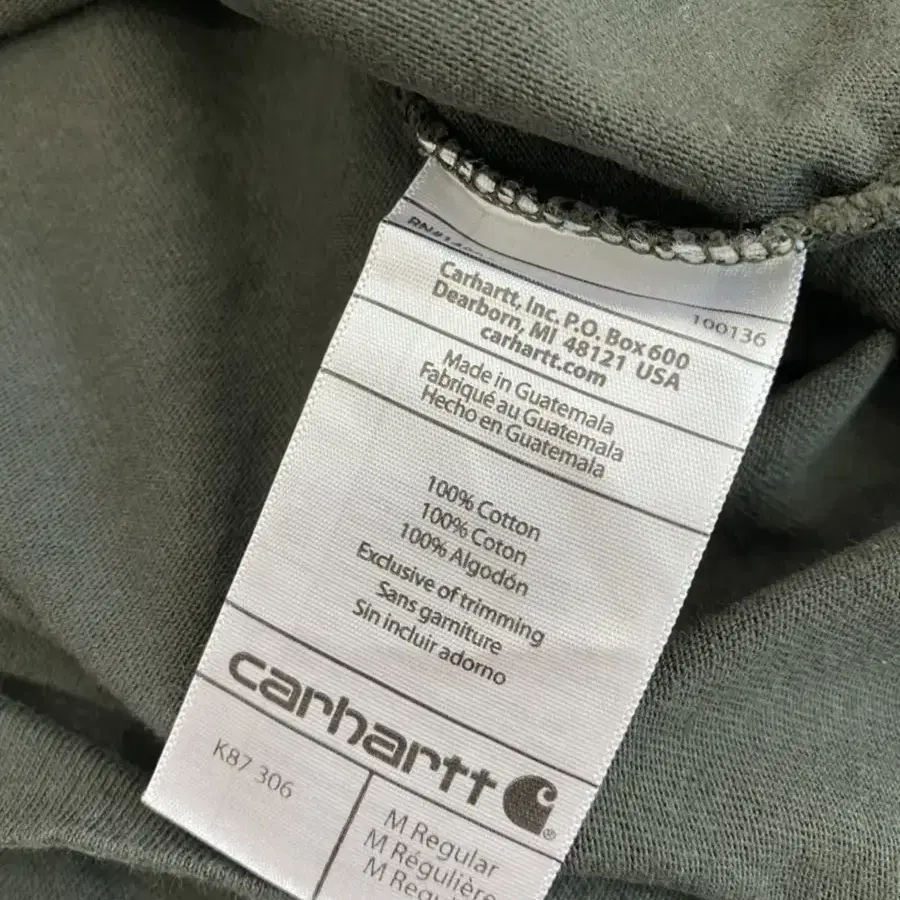 100136
Carhartt, Inc. P.O. Box 600
Dearborn, MI 48121 USA
carhartt.com
Made in Guatemala
Fabriqué au Guatemala
Hecho en Guatemala
100% Cotton
100% Coton
100% Algodón
Exclusive of trimming
Sans garniture
Sin incluir adorno
carhartt
K87 306
M Regular
M Régulière
M